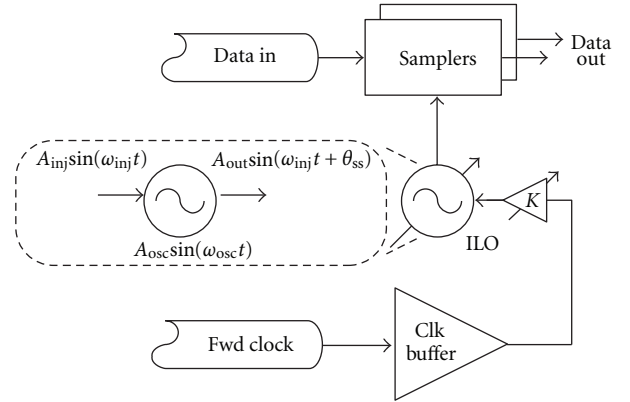 Data in
Samplers
Data
out
A_inj sin(ω_inj t)
A_out sin(ω_inj t + θ_ss)
A_osc sin(ω_osc t)
K
ILO
Fwd clock
Clk
buffer